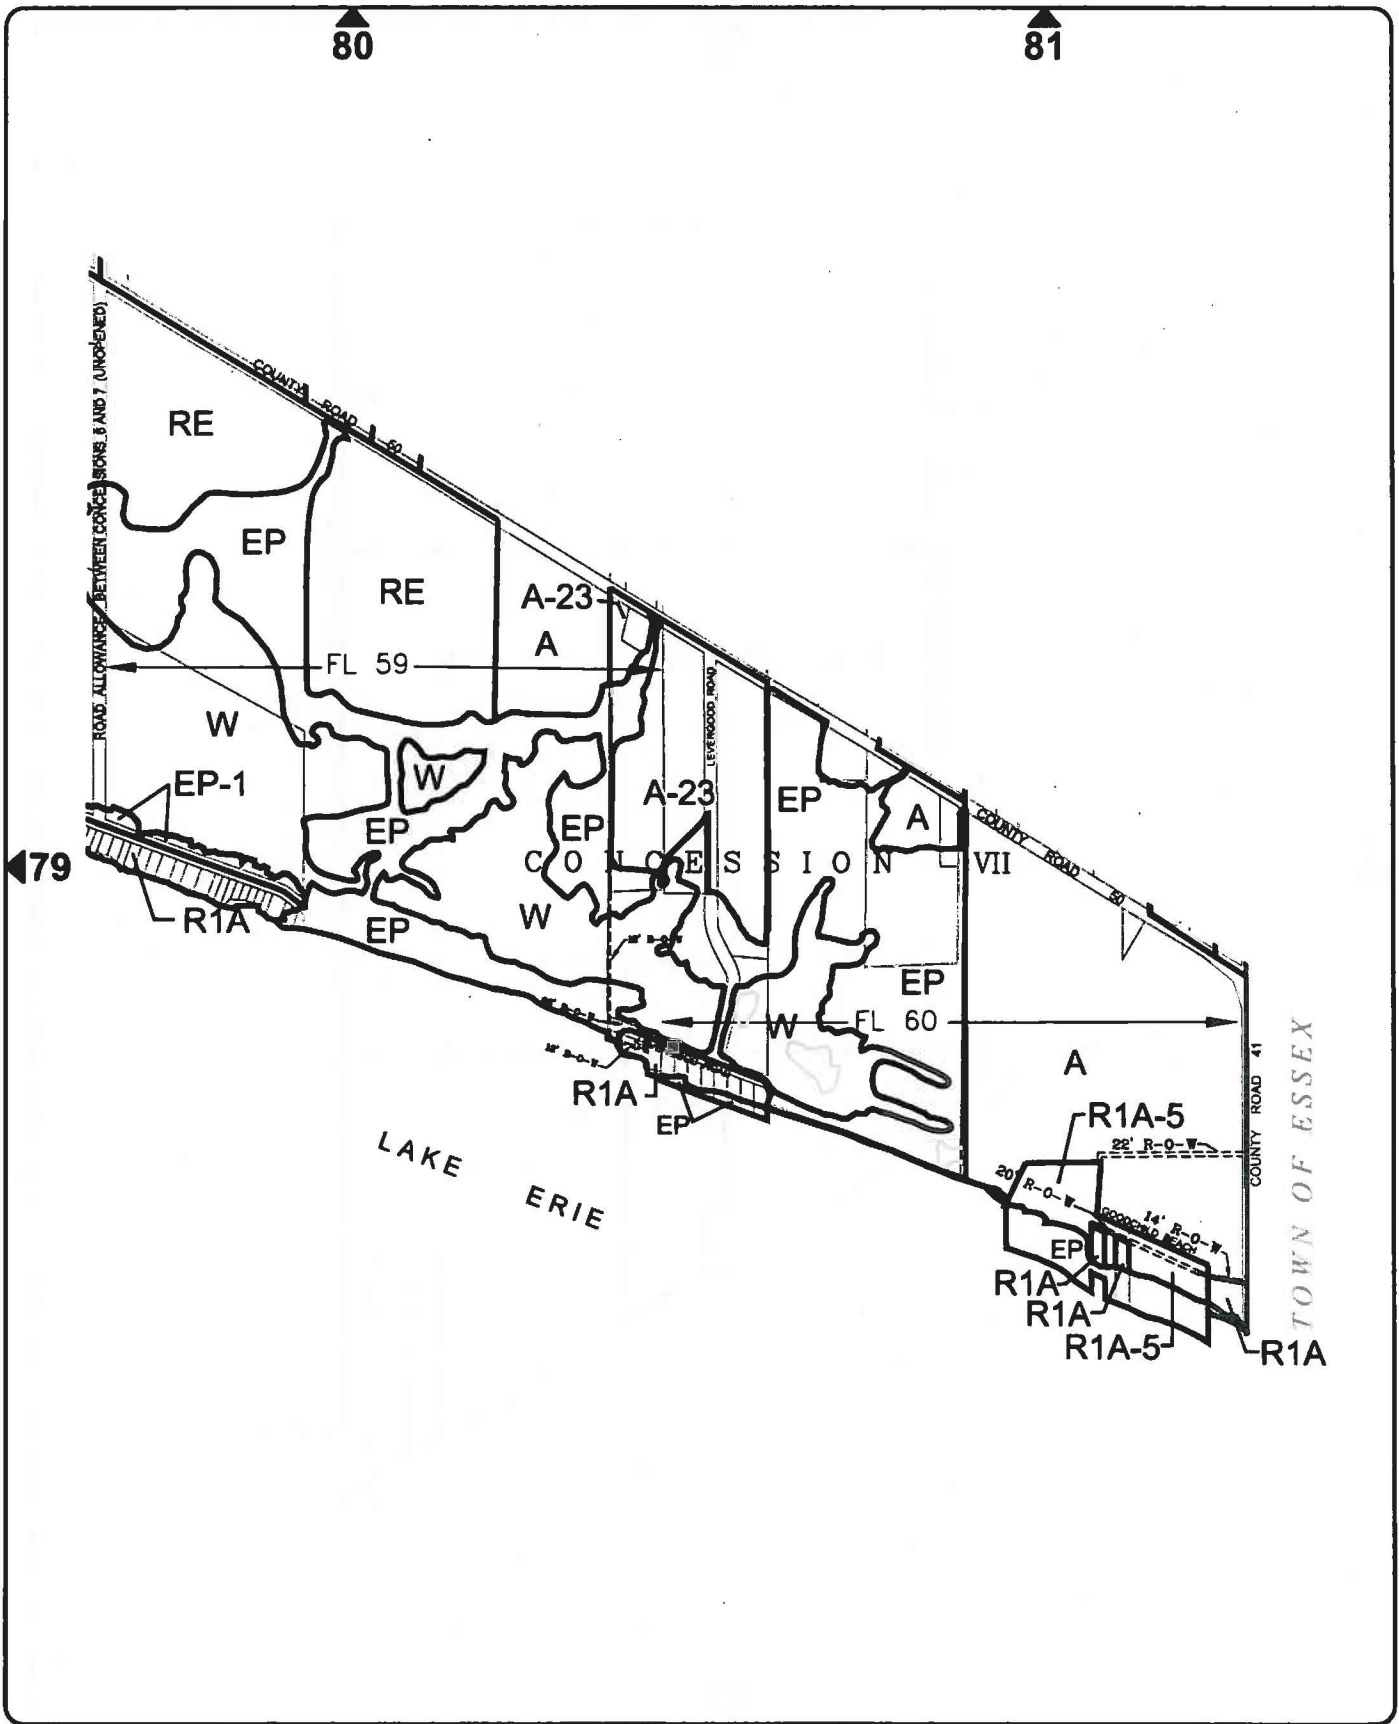 80
81
COUNTY ROAD 50
ROAD ALLOWANCE BETWEEN CONCESSIONS 6 AND 7 (UNOPENED)
RE
EP
RE
A-23
A
FL 59
LEVERGOOD ROAD
W
W
EP-1
A-23
EP
A
EP
EP
COUNTY ROAD 50
79
CONCESSION VII
R1A
EP
W
EP
W
FL 60
R1A
EP
A
COUNTY ROAD 41
TOWN OF ESSEX
R1A-5
22' R-O-W
LAKE ERIE
20' R-O-W
14' R-O-W
GOODCHILD BEACH
EP
R1A
R1A
R1A-5
R1A